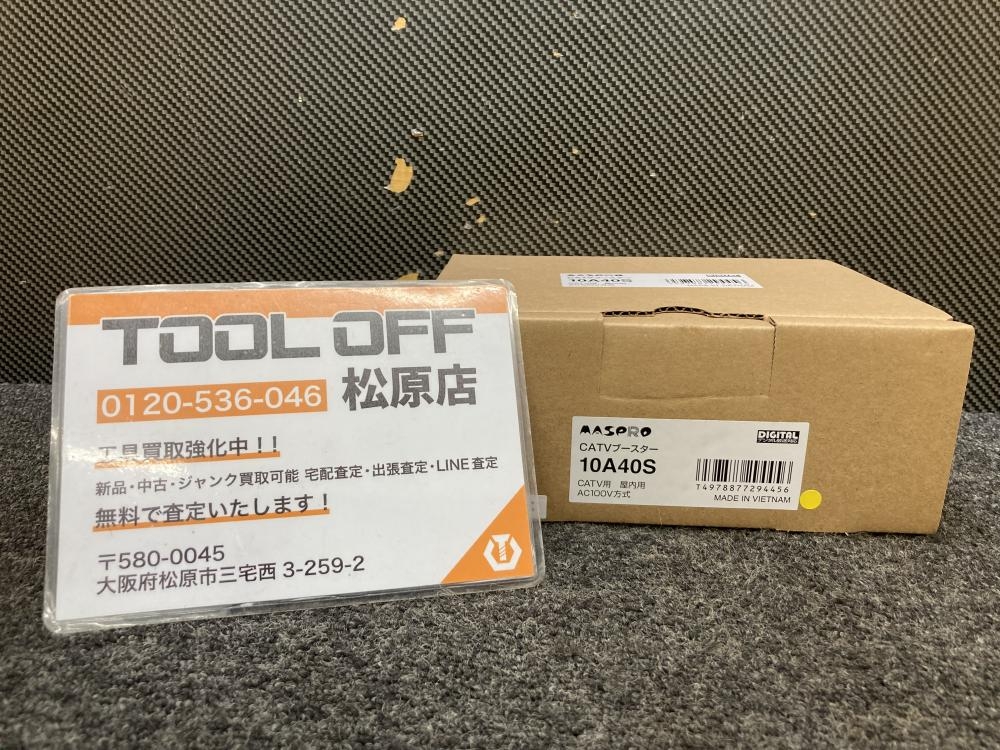 TOOL OFF
0120-536-046 松原店
工具買取強化中！！
新品・中古・ジャンク買取可能 宅配査定・出張査定・LINE査定
無料で査定いたします！
〒580-0045
大阪府松原市三宅西 3-259-2
MASPRO
10A40S
MASPRO
DIGITAL
CATVブースター
10A40S
CATV用 屋内用
AC100V方式
T4978877294456
MADE IN VIETNAM